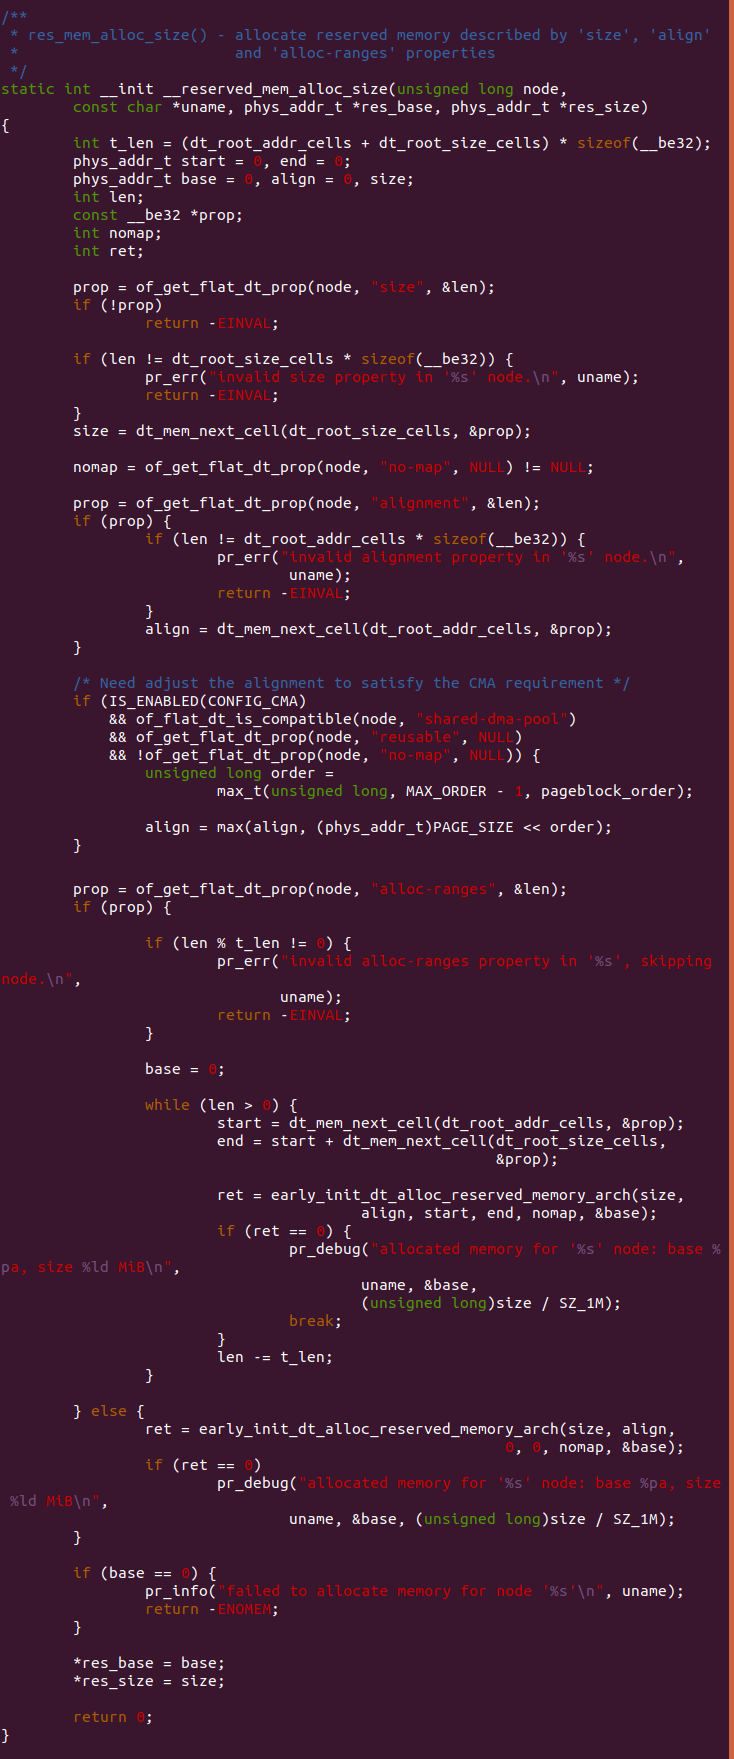 /**
 * res_mem_alloc_size() - allocate reserved memory described by 'size', 'align'
 *                        and 'alloc-ranges' properties
 */
static int __init __reserved_mem_alloc_size(unsigned long node,
        const char *uname, phys_addr_t *res_base, phys_addr_t *res_size)
{
        int t_len = (dt_root_addr_cells + dt_root_size_cells) * sizeof(__be32);
        phys_addr_t start = 0, end = 0;
        phys_addr_t base = 0, align = 0, size;
        int len;
        const __be32 *prop;
        int nomap;
        int ret;

        prop = of_get_flat_dt_prop(node, "size", &len);
        if (!prop)
                return -EINVAL;

        if (len != dt_root_size_cells * sizeof(__be32)) {
                pr_err("invalid size property in '%s' node.\n", uname);
                return -EINVAL;
        }
        size = dt_mem_next_cell(dt_root_size_cells, &prop);

        nomap = of_get_flat_dt_prop(node, "no-map", NULL) != NULL;

        prop = of_get_flat_dt_prop(node, "alignment", &len);
        if (prop) {
                if (len != dt_root_addr_cells * sizeof(__be32)) {
                        pr_err("invalid alignment property in '%s' node.\n",
                                uname);
                        return -EINVAL;
                }
                align = dt_mem_next_cell(dt_root_addr_cells, &prop);
        }

        /* Need adjust the alignment to satisfy the CMA requirement */
        if (IS_ENABLED(CONFIG_CMA)
            && of_flat_dt_is_compatible(node, "shared-dma-pool")
            && of_get_flat_dt_prop(node, "reusable", NULL)
            && !of_get_flat_dt_prop(node, "no-map", NULL)) {
                unsigned long order =
                        max_t(unsigned long, MAX_ORDER - 1, pageblock_order);

                align = max(align, (phys_addr_t)PAGE_SIZE << order);
        }

        prop = of_get_flat_dt_prop(node, "alloc-ranges", &len);
        if (prop) {

                if (len % t_len != 0) {
                        pr_err("invalid alloc-ranges property in '%s', skipping
node.\n",
                               uname);
                        return -EINVAL;
                }

                base = 0;

                while (len > 0) {
                        start = dt_mem_next_cell(dt_root_addr_cells, &prop);
                        end = start + dt_mem_next_cell(dt_root_size_cells,
                                                       &prop);

                        ret = early_init_dt_alloc_reserved_memory_arch(size,
                                        align, start, end, nomap, &base);
                        if (ret == 0) {
                                pr_debug("allocated memory for '%s' node: base %
pa, size %ld MiB\n",
                                        uname, &base,
                                        (unsigned long)size / SZ_1M);
                                break;
                        }
                        len -= t_len;
                }

        } else {
                ret = early_init_dt_alloc_reserved_memory_arch(size, align,
                                                        0, 0, nomap, &base);
                if (ret == 0)
                        pr_debug("allocated memory for '%s' node: base %pa, size
 %ld MiB\n",
                                uname, &base, (unsigned long)size / SZ_1M);
        }

        if (base == 0) {
                pr_info("failed to allocate memory for node '%s'\n", uname);
                return -ENOMEM;
        }

        *res_base = base;
        *res_size = size;

        return 0;
}